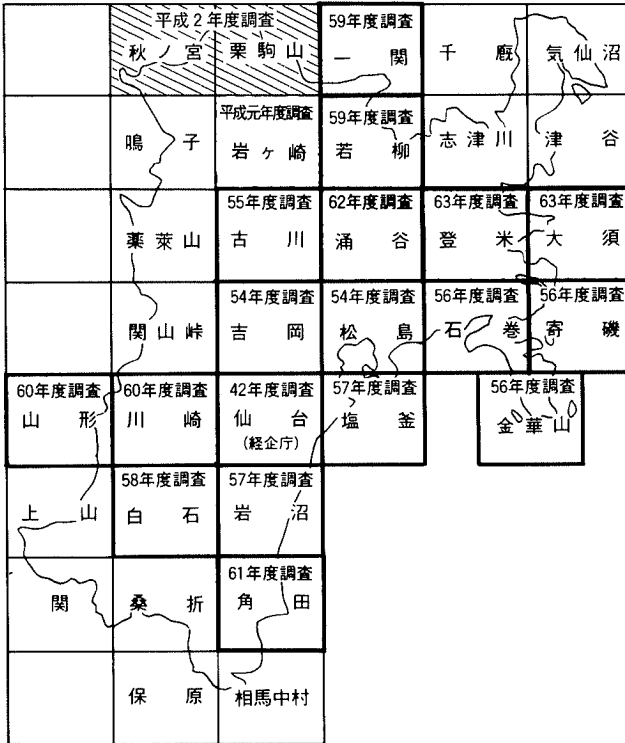 平成2年度調査
59年度調査
秋ノ宮 栗駒山 一関 千厩 気仙沼
平成元年度調査 59年度調査
鳴子 岩ヶ崎 若柳 志津川 津谷
55年度調査 62年度調査 63年度調査 63年度調査
薬莱山 古川 涌谷 登米 大須
54年度調査 54年度調査 56年度調査 56年度調査
関山峠 吉岡 松島 石巻 寄磯
60年度調査 60年度調査 42年度調査 57年度調査 56年度調査
山形 川崎 仙台 塩釜 金華山
(経企庁)
58年度調査 57年度調査
上山 白石 岩沼
61年度調査
関 桑折 角田
保原 相馬中村